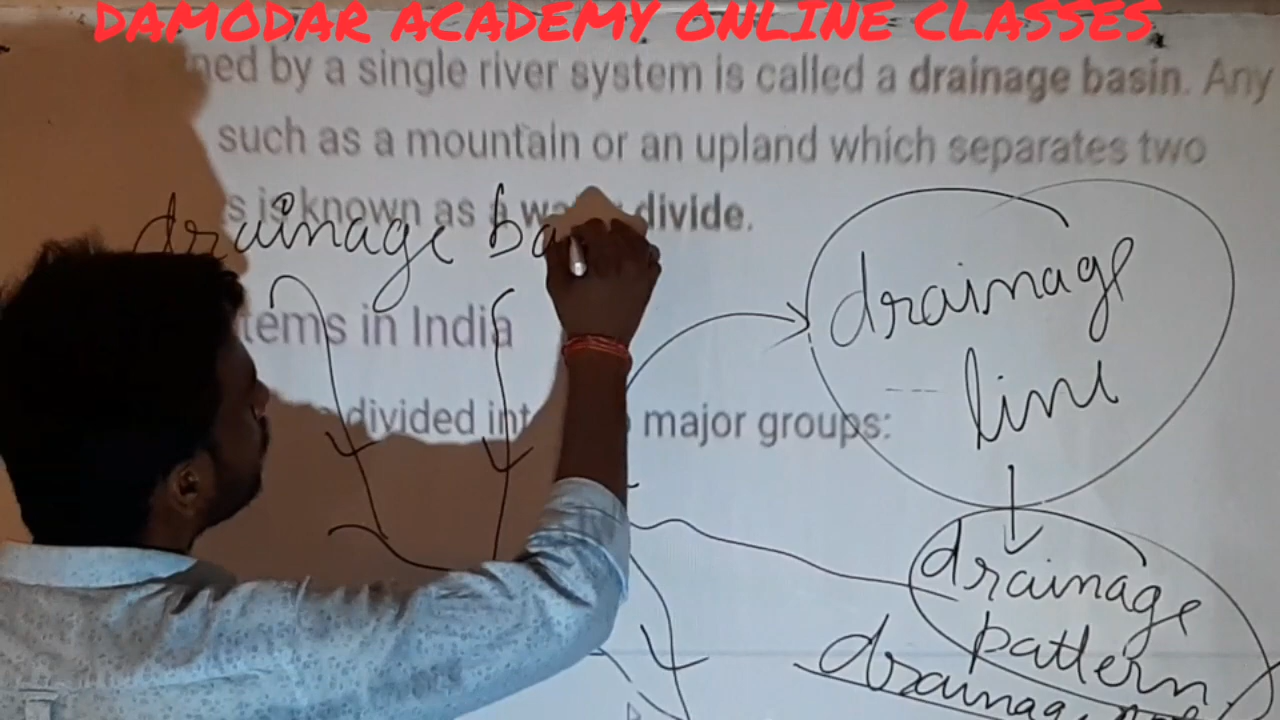 DAMODAR ACADEMY ONLINE CLASSES
ned by a single river system is called a drainage basin. Any
such as a mountain or an upland which separates two
s is known as a divide.
drainage ba
drainage
line
tems in India
divided int major groups:
drainage
pattern